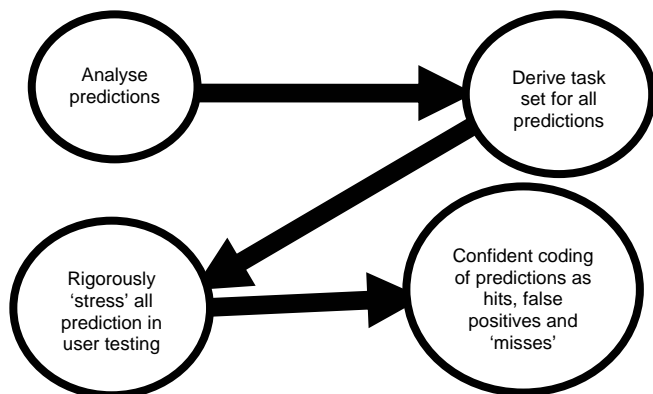 Analyse
predictions
Derive task
set for all
predictions
Rigorously
‘stress’ all
prediction in
user testing
Confident coding
of predictions as
hits, false
positives and
‘misses’